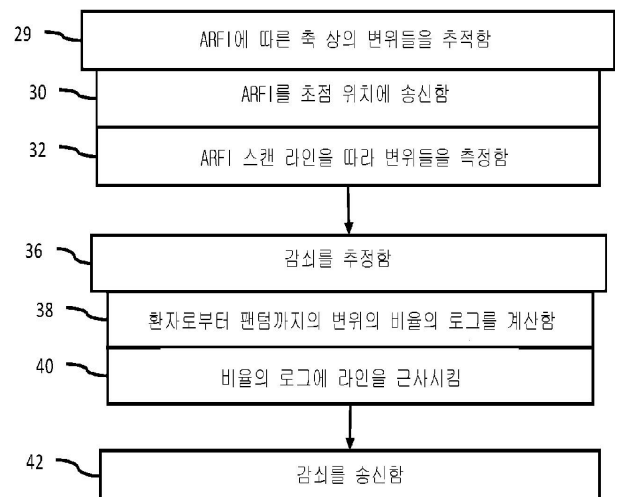 29 ARFI에 따른 축 상의 변위들을 추적함
30 ARFI를 초점 위치에 송신함
32 ARFI 스캔 라인을 따라 변위들을 측정함
36 감쇠를 추정함
38 환자로부터 팬텀까지의 변위의 비율의 로그를 계산함
40 비율의 로그에 라인을 근사시킴
42 감쇠를 송신함